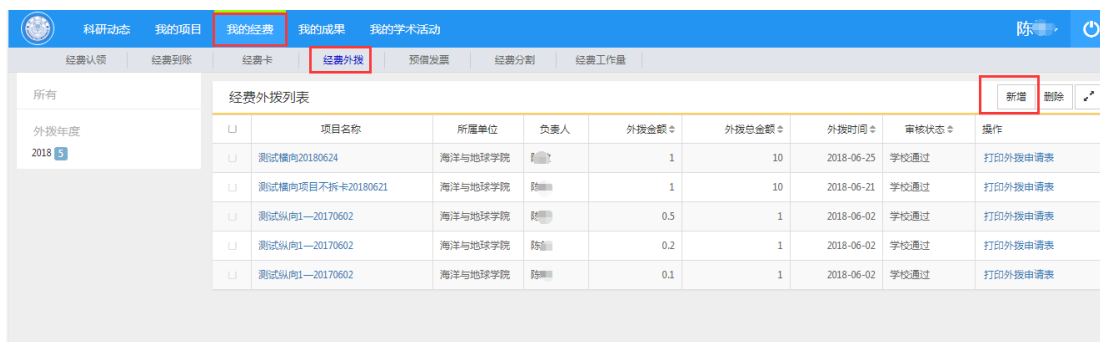 科研动态 我的项目 我的经费 我的成果 我的学术活动 陈
经费认领 经费到账 经费卡 经费外拨 预借发票 经费分割 经费工作量
所有
外拨年度
2018 5
经费外拨列表 新增 删除
项目名称 所属单位 负责人 外拨金额 外拨总金额 外拨时间 审核状态 操作
测试横向20180624 海洋与地球学院 1 10 2018-06-25 学校通过 打印外拨申请表
测试横向项目不拆卡20180621 海洋与地球学院 陈 1 10 2018-06-21 学校通过 打印外拨申请表
测试纵向1—20170602 海洋与地球学院 陈 0.5 1 2018-06-02 学校通过 打印外拨申请表
测试纵向1—20170602 海洋与地球学院 陈 0.2 1 2018-06-02 学校通过 打印外拨申请表
测试纵向1—20170602 海洋与地球学院 陈 0.1 1 2018-06-02 学校通过 打印外拨申请表